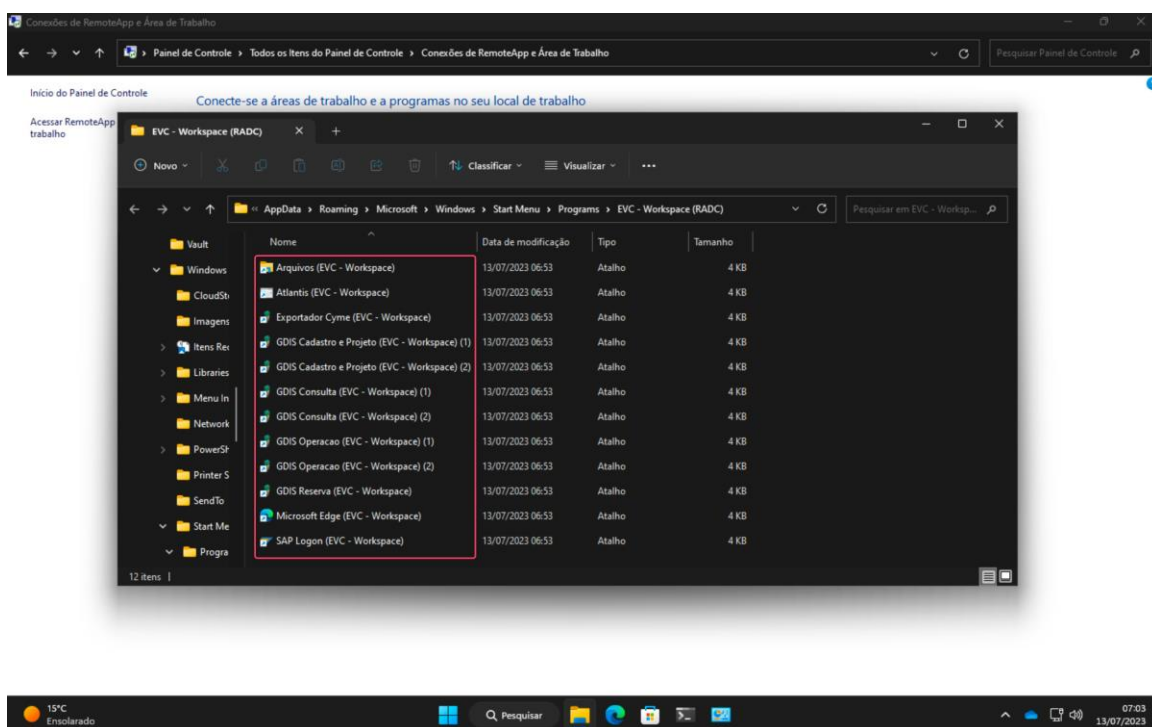 Conexões de RemoteApp e Área de Trabalho
Painel de Controle > Todos os Itens do Painel de Controle > Conexões de RemoteApp e Área de Trabalho
Pesquisar Painel de Controle
Início do Painel de Controle
Conecte-se a áreas de trabalho e a programas no seu local de trabalho
Acessar RemoteApp
trabalho
EVC - Workspace (RADC)
Novo
Classificar
Visualizar
« AppData > Roaming > Microsoft > Windows > Start Menu > Programs > EVC - Workspace (RADC)
Pesquisar em EVC - Worksp...
Nome Data de modificação Tipo Tamanho
Vault
Windows
CloudSt
Imagens
Itens Rec
Libraries
Menu In
Network
PowerSh
Printer S
SendTo
Start Me
Progra
Arquivos (EVC - Workspace) 13/07/2023 06:53 Atalho 4 KB
Atlantis (EVC - Workspace) 13/07/2023 06:53 Atalho 4 KB
Exportador Cyme (EVC - Workspace) 13/07/2023 06:53 Atalho 4 KB
GDIS Cadastro e Projeto (EVC - Workspace) (1) 13/07/2023 06:53 Atalho 4 KB
GDIS Cadastro e Projeto (EVC - Workspace) (2) 13/07/2023 06:53 Atalho 4 KB
GDIS Consulta (EVC - Workspace) (1) 13/07/2023 06:53 Atalho 4 KB
GDIS Consulta (EVC - Workspace) (2) 13/07/2023 06:53 Atalho 4 KB
GDIS Operacao (EVC - Workspace) (1) 13/07/2023 06:53 Atalho 4 KB
GDIS Operacao (EVC - Workspace) (2) 13/07/2023 06:53 Atalho 4 KB
GDIS Reserva (EVC - Workspace) 13/07/2023 06:53 Atalho 4 KB
Microsoft Edge (EVC - Workspace) 13/07/2023 06:53 Atalho 4 KB
SAP Logon (EVC - Workspace) 13/07/2023 06:53 Atalho 4 KB
12 itens
15°C
Ensolarado
Pesquisar
07:03
13/07/2023